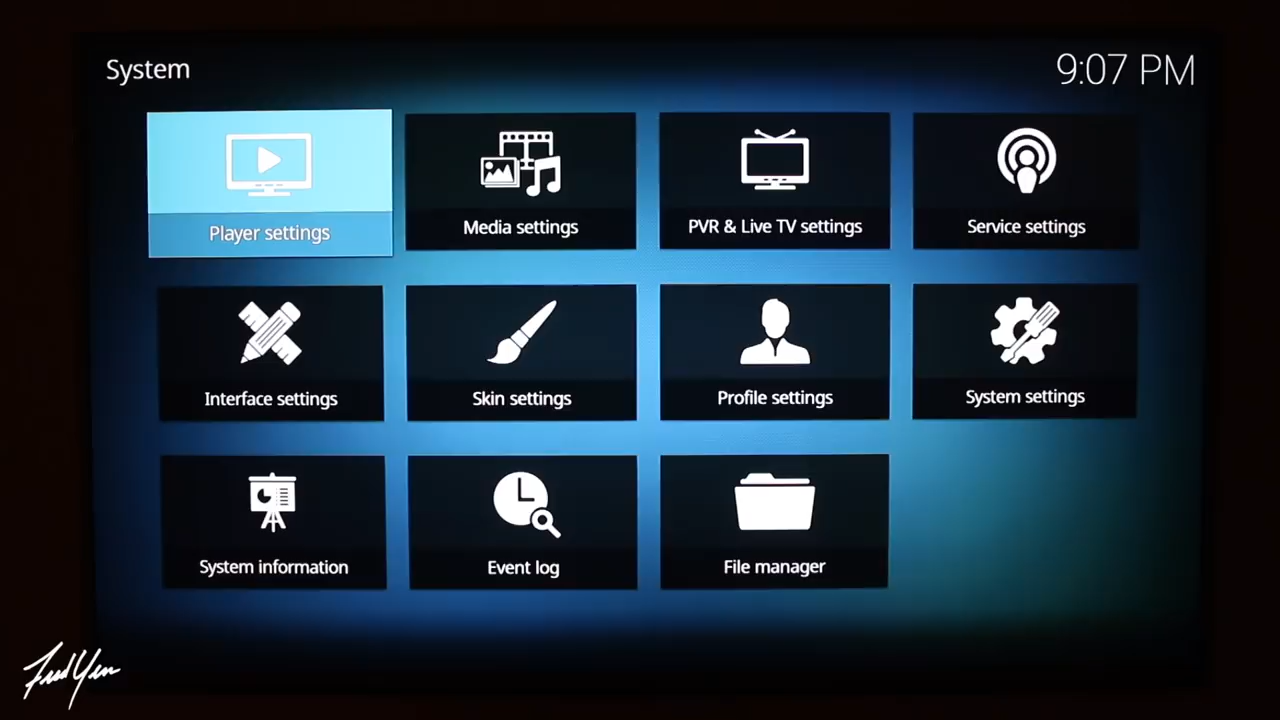 System
9:07 PM
Player settings
Media settings
PVR & Live TV settings
Service settings
Interface settings
Skin settings
Profile settings
System settings
System information
Event log
File manager